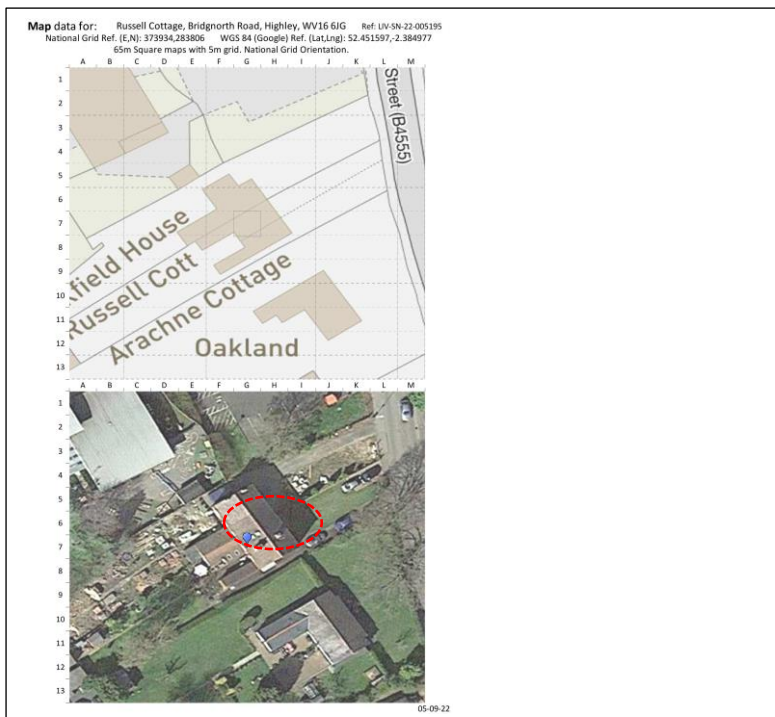 Map data for: Russell Cottage, Bridgnorth Road, Highley, WV16 6JG Ref: LIV-SN-22-005195
National Grid Ref. (E,N): 373934,283806 WGS 84 (Google) Ref. (Lat,Lng): 52.451597,-2.384977
65m Square maps with 5m grid. National Grid Orientation.
A B C D E F G H I J K L M
1
2
3
4
5
6
7
8
9
10
11
12
13
Street (B4555)
kfield House
Russell Cott
Arachne Cottage
Oakland
A B C D E F G H I J K L M
1
2
3
4
5
6
7
8
9
10
11
12
13
05-09-22